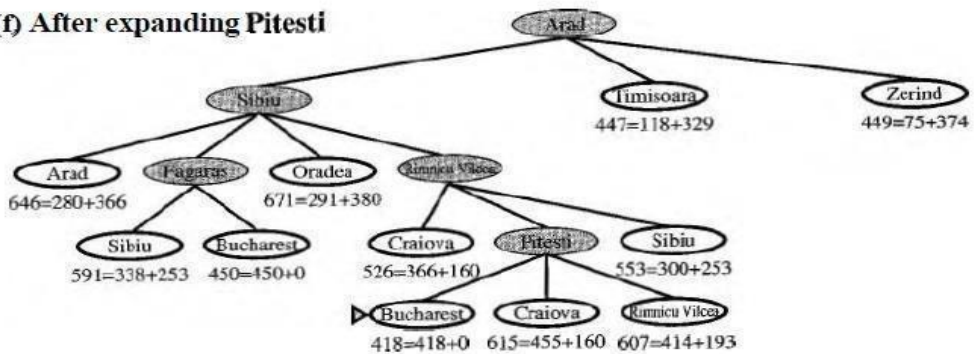 (f) After expanding Pitesti
Arad
Sibiu
Timisoara
447=118+329
Zerind
449=75+374
Arad
646=280+366
Fagaras
Oradea
671=291+380
Rimnicu Vilcea
Sibiu
591=338+253
Bucharest
450=450+0
Craiova
526=366+160
Pitesti
Sibiu
553=300+253
Bucharest
418=418+0
Craiova
615=455+160
Rimnicu Vilcea
607=414+193